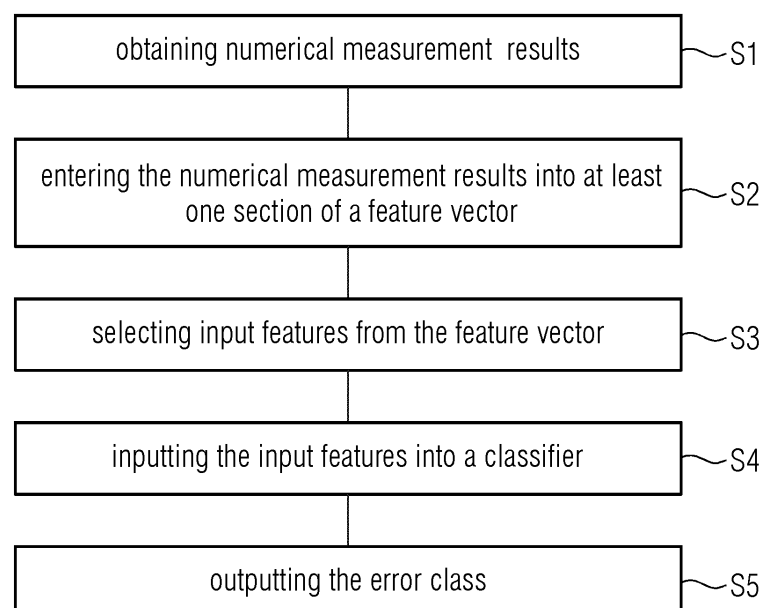 obtaining numerical measurement results
S1
entering the numerical measurement results into at least
one section of a feature vector
S2
selecting input features from the feature vector
S3
inputting the input features into a classifier
S4
outputting the error class
S5